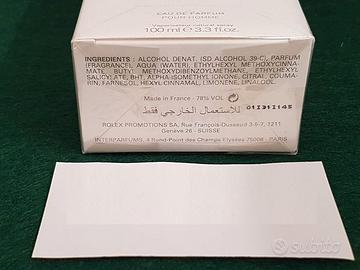 EAU DE PARFUM
POUR HOMME
Vaporisateur natural spray
100 ml e 3.3 fl. oz.
INGREDIENTS : ALCOHOL DENAT. (SD ALCOHOL 39-C), PARFUM
(FRAGRANCE), AQUA (WATER), ETHYLHEXYL METHOXYCINNA-
MATE BUTYL METHOXYDIBENZOYLMETHANE, ETHYLHEXYL
SALICYLATE, BHT, ALPHA-ISOMETHYL IONONE, CITRAL, COUMA-
RIN, FARNESOL, HEXYL CINNAMAL, LIMONENE, LINALOOL.
Made in France - 78% VOL
للاستعمال الخارجي فقط
ROLEX PROMOTIONS SA, Rue François-Dussaud 3-5-7, 1211
Genève 26 - SUISSE
INTERPARFUMS, 4 Rond-Point des Champs Elysées 75008 - PARIS
subito